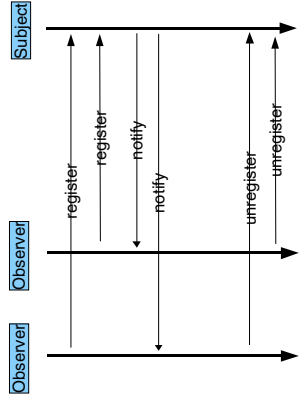 Subject
register
register
notify
notify
unregister
unregister
Observer
Observer